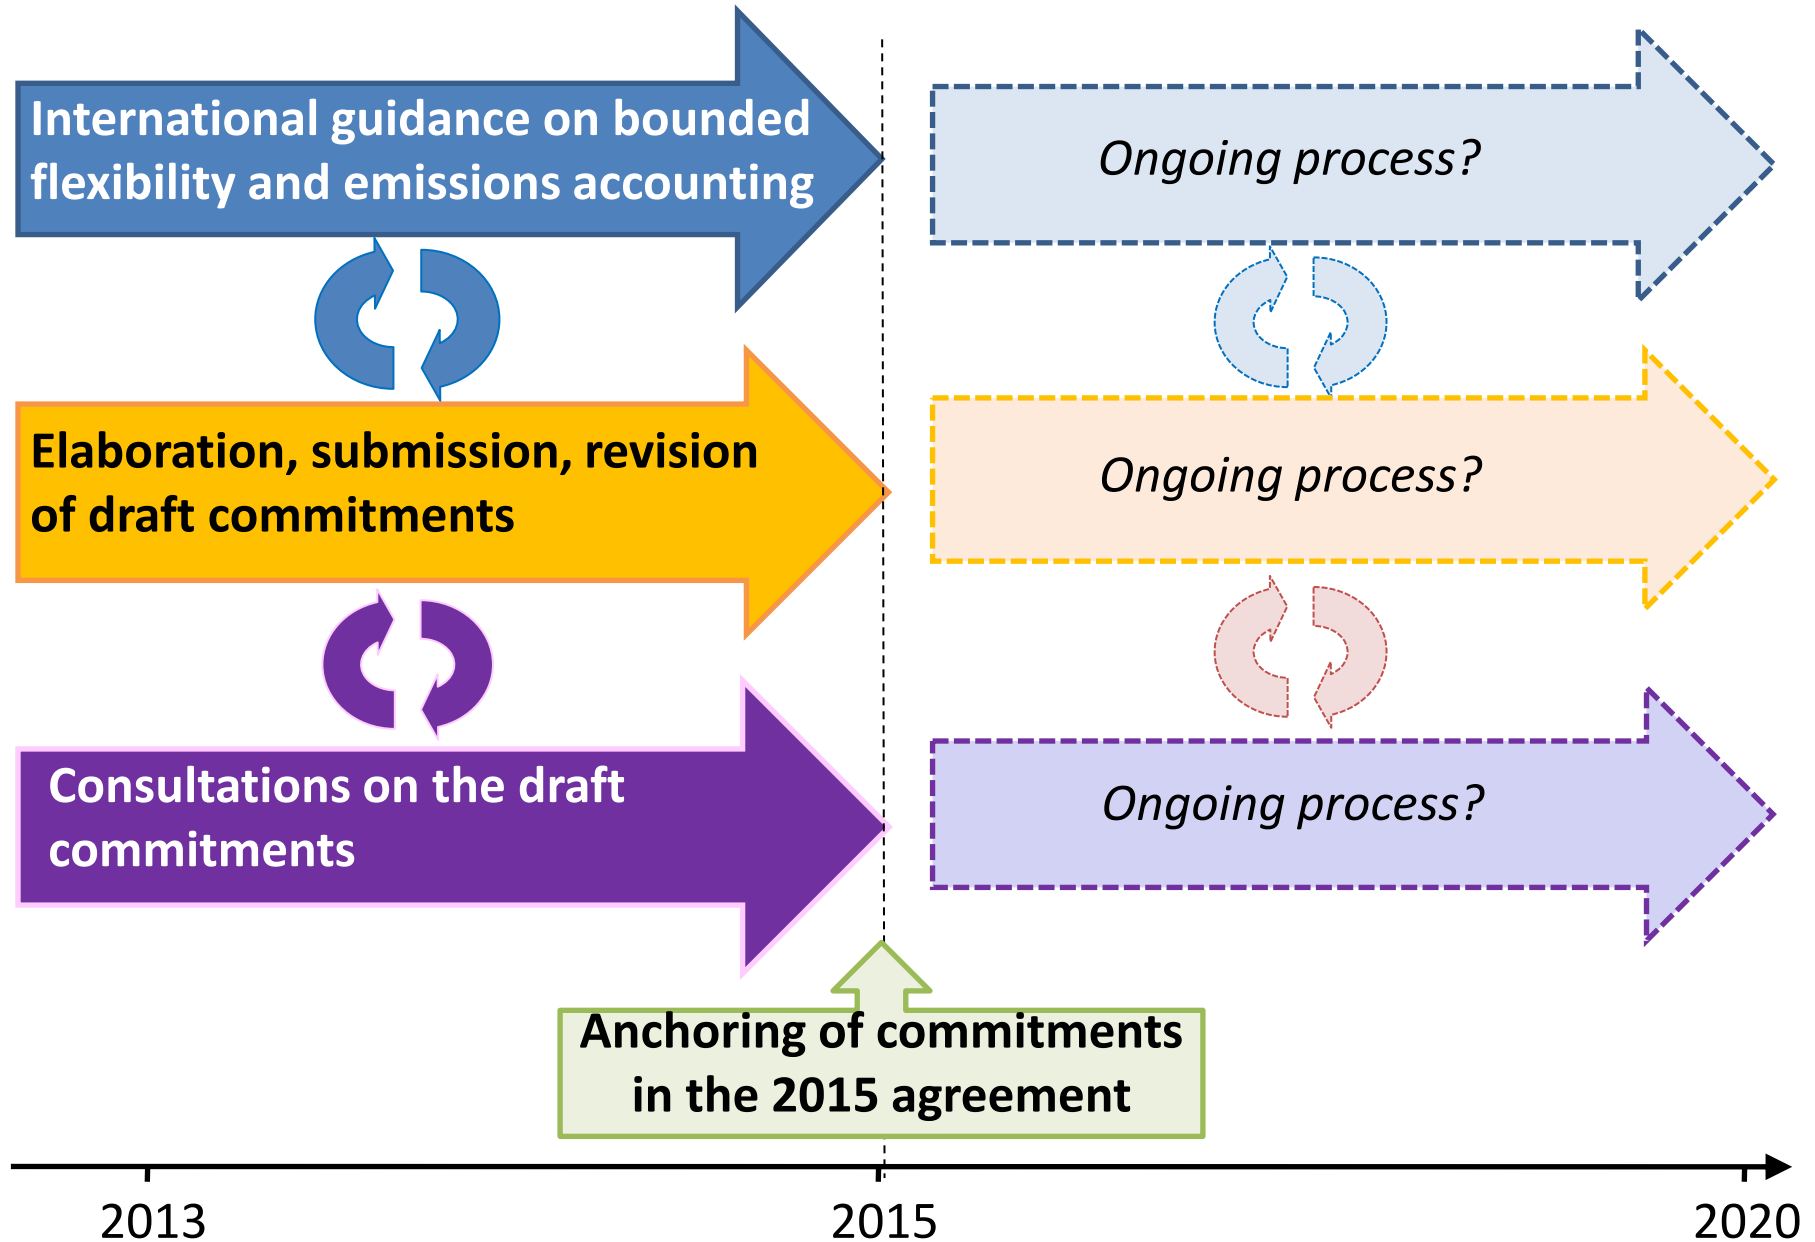 International guidance on bounded
flexibility and emissions accounting
Ongoing process?
Elaboration, submission, revision
of draft commitments
Ongoing process?
Consultations on the draft
commitments
Ongoing process?
Anchoring of commitments
in the 2015 agreement
2013
2015
2020